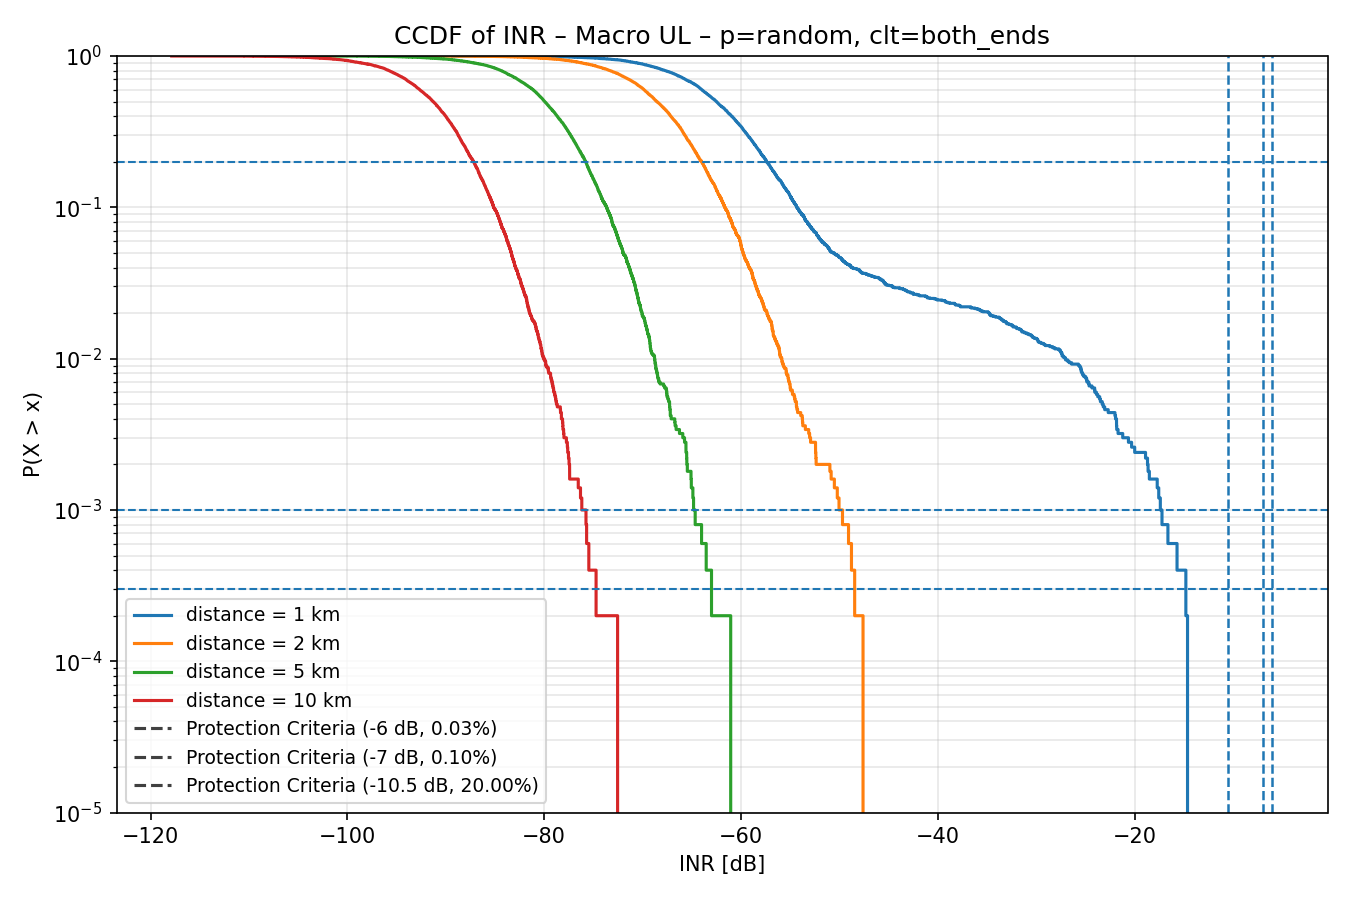 CCDF of INR – Macro UL – p=random, clt=both_ends
P(X > x)
10^0
10^-1
10^-2
10^-3
10^-4
10^-5
distance = 1 km
distance = 2 km
distance = 5 km
distance = 10 km
Protection Criteria (-6 dB, 0.03%)
Protection Criteria (-7 dB, 0.10%)
Protection Criteria (-10.5 dB, 20.00%)
−120 −100 −80 −60 −40 −20
INR [dB]